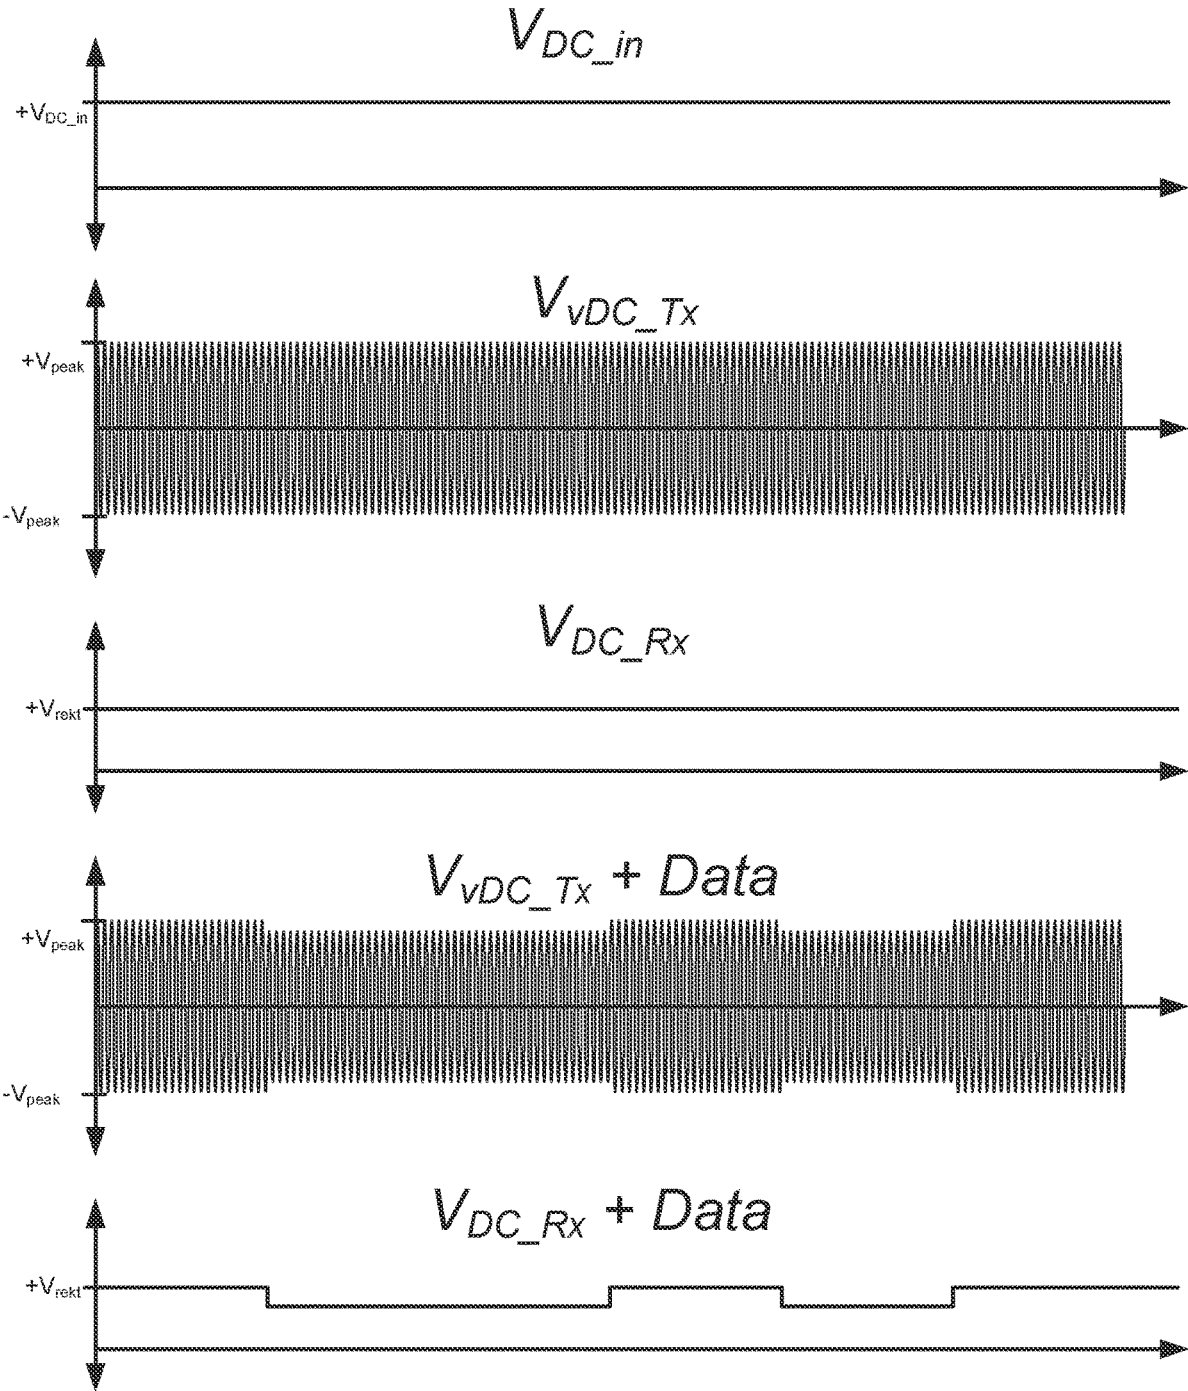 V_DC_in
+V_DC_in
V_vDC_Tx
+V_peak
-V_peak
V_DC_Rx
+V_rekt
V_vDC_Tx + Data
+V_peak
-V_peak
V_DC_Rx + Data
+V_rekt